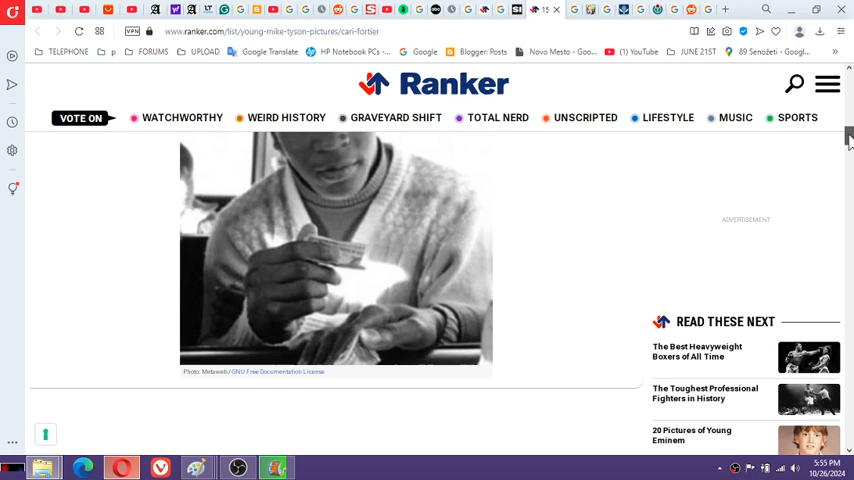 15
VPN
www.ranker.com/list/young-mike-tyson-pictures/cari-fortier
TELEPHONE
p
FORUMS
UPLOAD
Google Translate
HP Notebook PCs -...
Google
Blogger: Posts
Novo Mesto - Goo...
(1) YouTube
JUNE 21ST
89 Senožeti - Googl...
Ranker
VOTE ON
WATCHWORTHY
WEIRD HISTORY
GRAVEYARD SHIFT
TOTAL NERD
UNSCRIPTED
LIFESTYLE
MUSIC
SPORTS
ADVERTISEMENT
READ THESE NEXT
The Best Heavyweight
Boxers of All Time
The Toughest Professional
Fighters in History
20 Pictures of Young
Eminem
Photo: Metaweb / GNU Free Documentation License
5:55 PM
10/26/2024